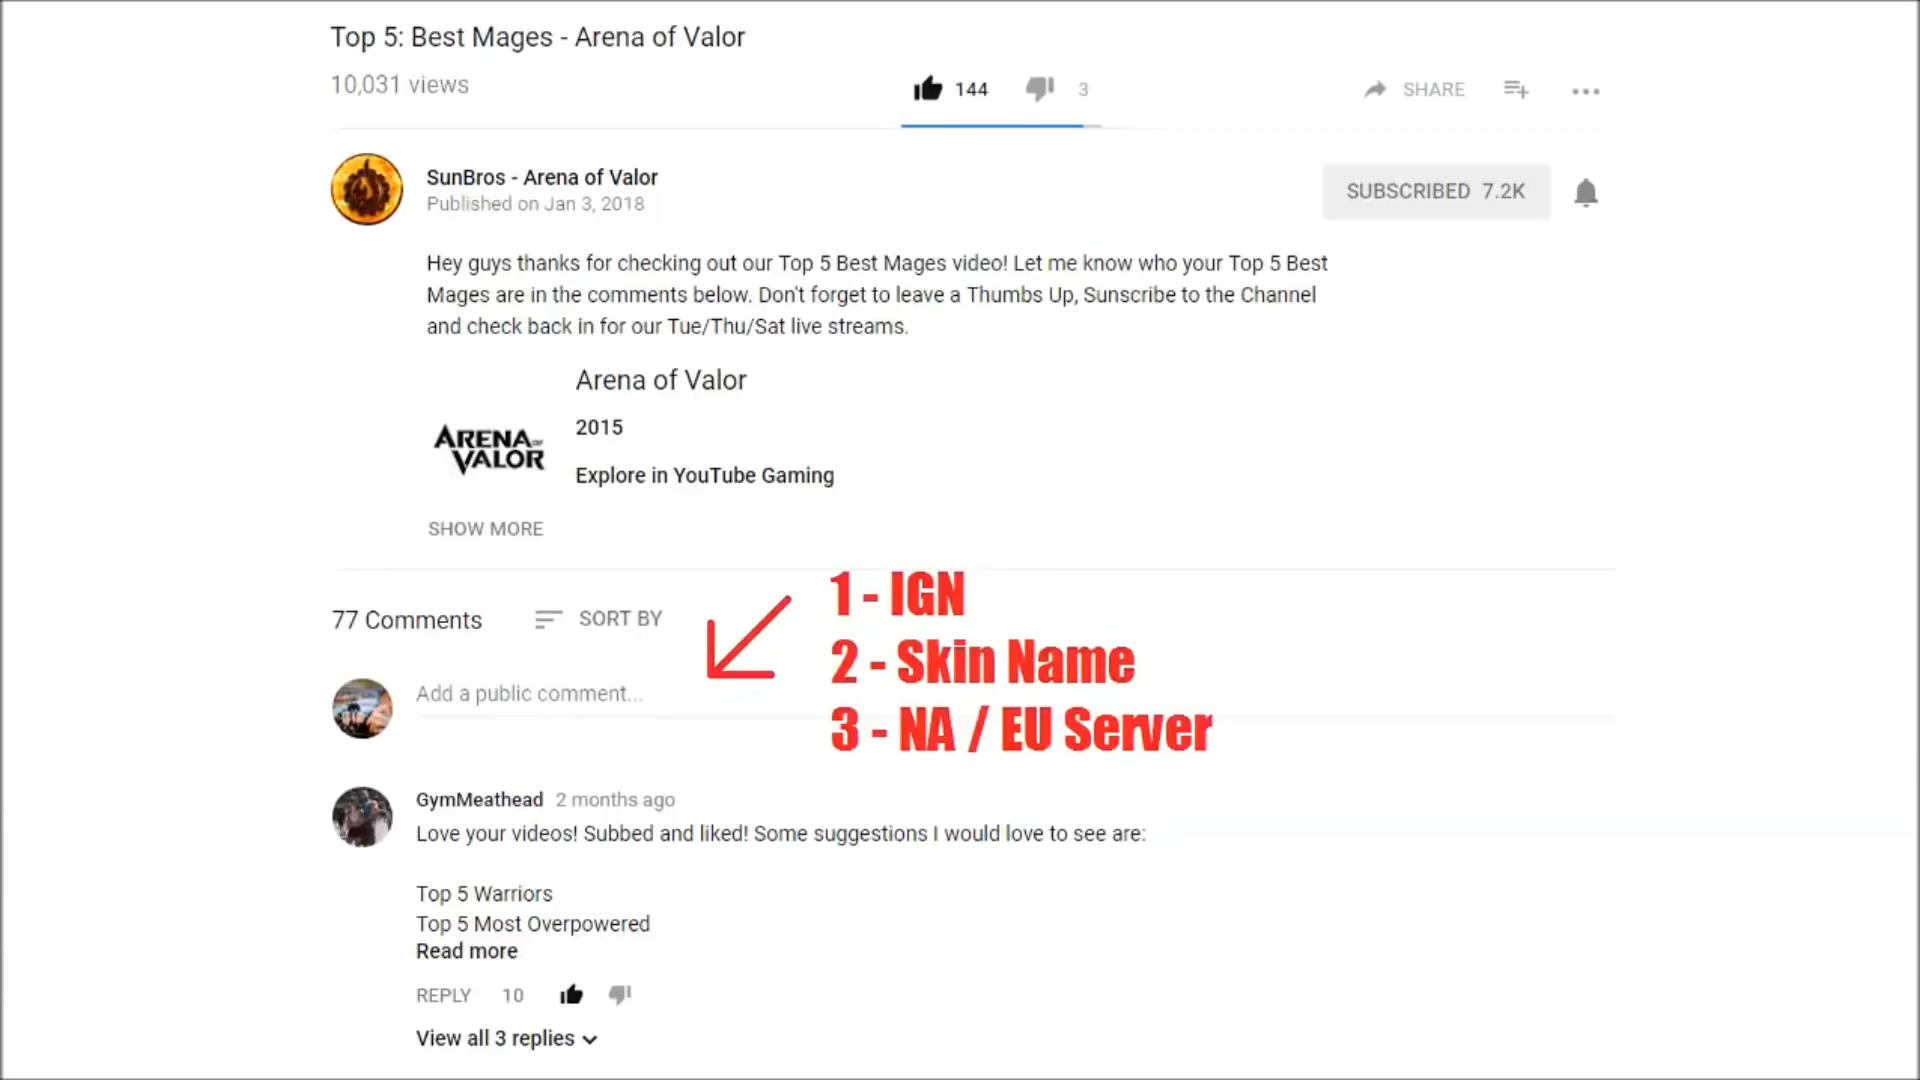 Top 5: Best Mages - Arena of Valor
10,031 views
144
3
SHARE
SunBros - Arena of Valor
Published on Jan 3, 2018
SUBSCRIBED 7.2K
Hey guys thanks for checking out our Top 5 Best Mages video! Let me know who your Top 5 Best
Mages are in the comments below. Don't forget to leave a Thumbs Up, Sunscribe to the Channel
and check back in for our Tue/Thu/Sat live streams.
ARENA OF
VALOR
Arena of Valor
2015
Explore in YouTube Gaming
SHOW MORE
77 Comments
SORT BY
1 - IGN
2 - Skin Name
3 - NA / EU Server
Add a public comment...
GymMeathead 2 months ago
Love your videos! Subbed and liked! Some suggestions I would love to see are:
Top 5 Warriors
Top 5 Most Overpowered
Read more
REPLY 10
View all 3 replies